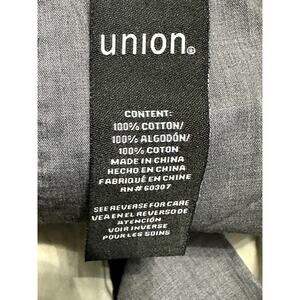 union®
CONTENT:
100% COTTON/
100% ALGODÓN/
100% COTON
MADE IN CHINA
HECHO EN CHINA
FABRIQUÉ EN CHINE
RN# 60307
SEE REVERSE FOR CARE
VEA EN EL REVERSO DE
ATENCIÓN
VOIR INVERSE
POUR LES SOINS